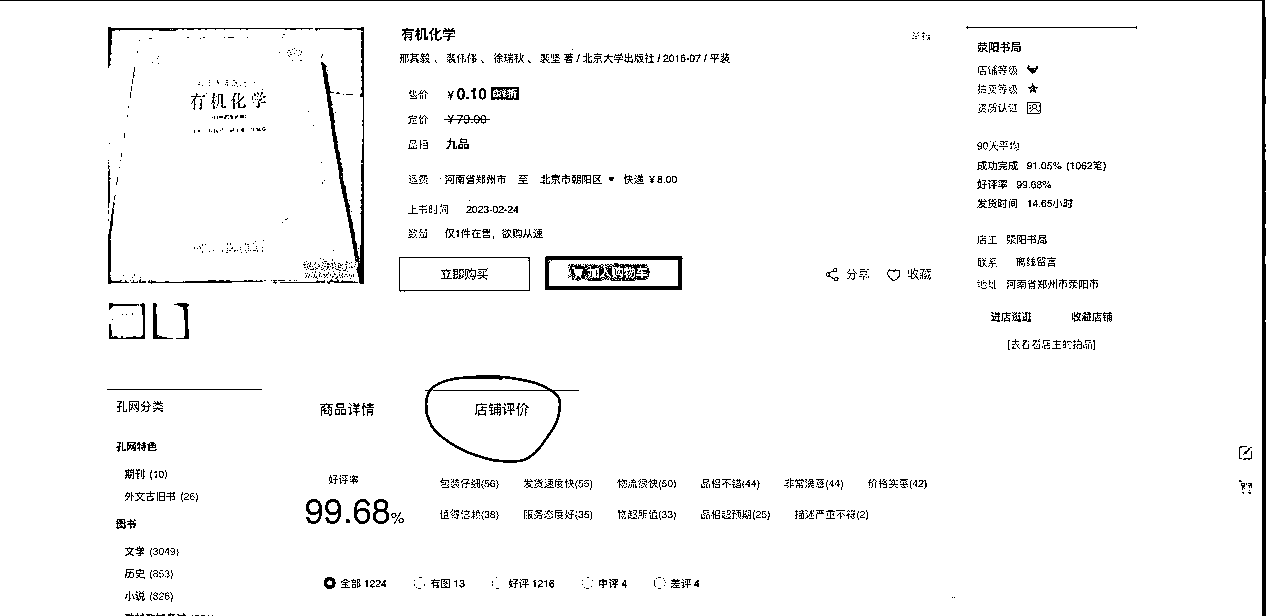 有机化学
邢其毅 、 裴伟伟 、 徐瑞秋 、 裴坚 著 / 北京大学出版社 / 2016-07 / 平装
有机化学
售价 ¥0.10
定价 ¥79.00
品相 九品
运费 河南省郑州市 至 北京市朝阳区 快递 ¥8.00
上书时间 2023-02-24
数量 仅1件在售，欲购从速
立即购买 加入购物车 分享 收藏
荥阳书局
店铺等级
拍卖等级
资质认证
90天平均
成功完成 91.05% (1062笔)
好评率 99.68%
发货时间 14.65小时
店主 荥阳书局
联系 离线留言
地址 河南省郑州市荥阳市
进店逛逛 收藏店铺
[去看看店主的拍品]
孔网分类
商品详情 店铺评价
孔网特色
期刊 (10)
外文古旧书 (26)
图书
文学 (3049)
历史 (853)
小说 (826)
好评率
99.68%
包装仔细(56) 发货速度快(55) 物流很快(50) 品相不错(44) 非常满意(44) 价格实惠(42)
值得信赖(38) 服务态度好(35) 物超所值(33) 品相超预期(25) 描述严重不符(2)
全部 1224 有图 13 好评 1216 中评 4 差评 4